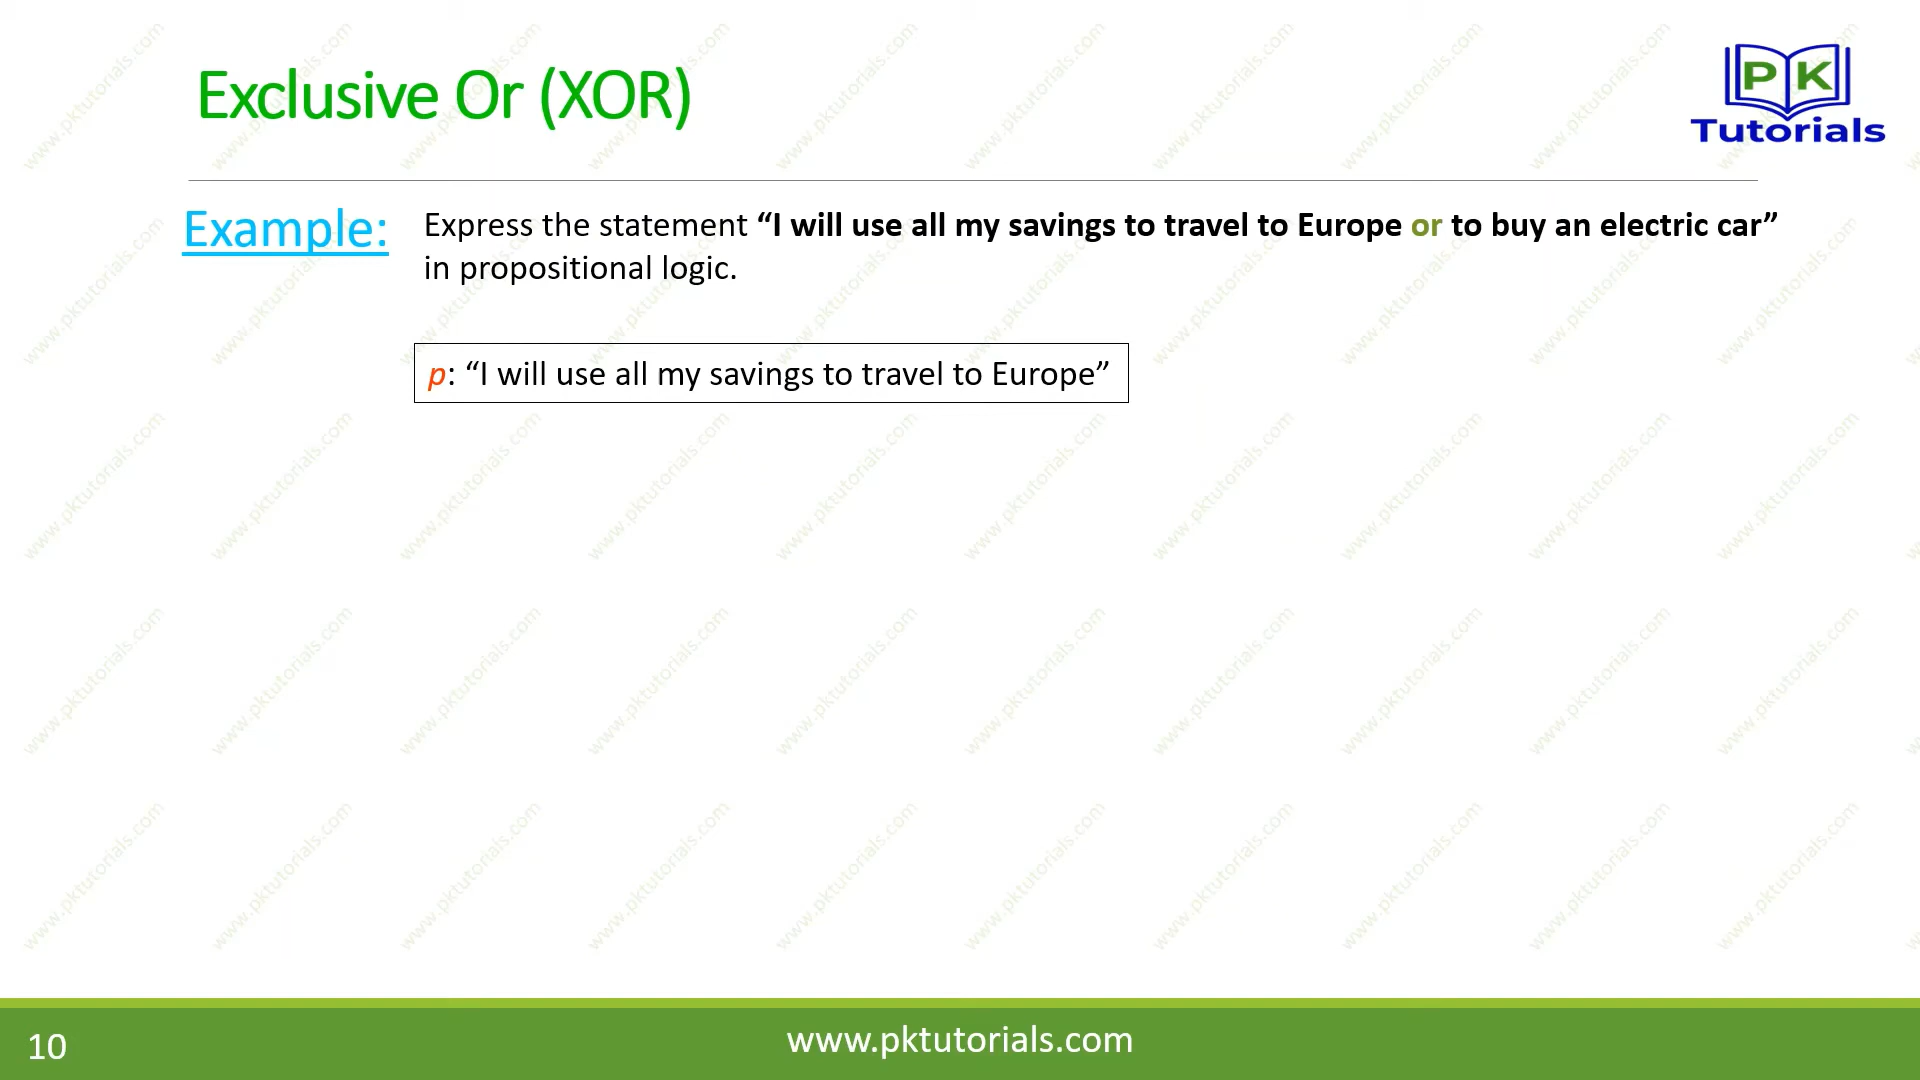 Exclusive Or (XOR)
PK
Tutorials
Example:
Express the statement “I will use all my savings to travel to Europe or to buy an electric car”
in propositional logic.
p: “I will use all my savings to travel to Europe”
10
www.pktutorials.com